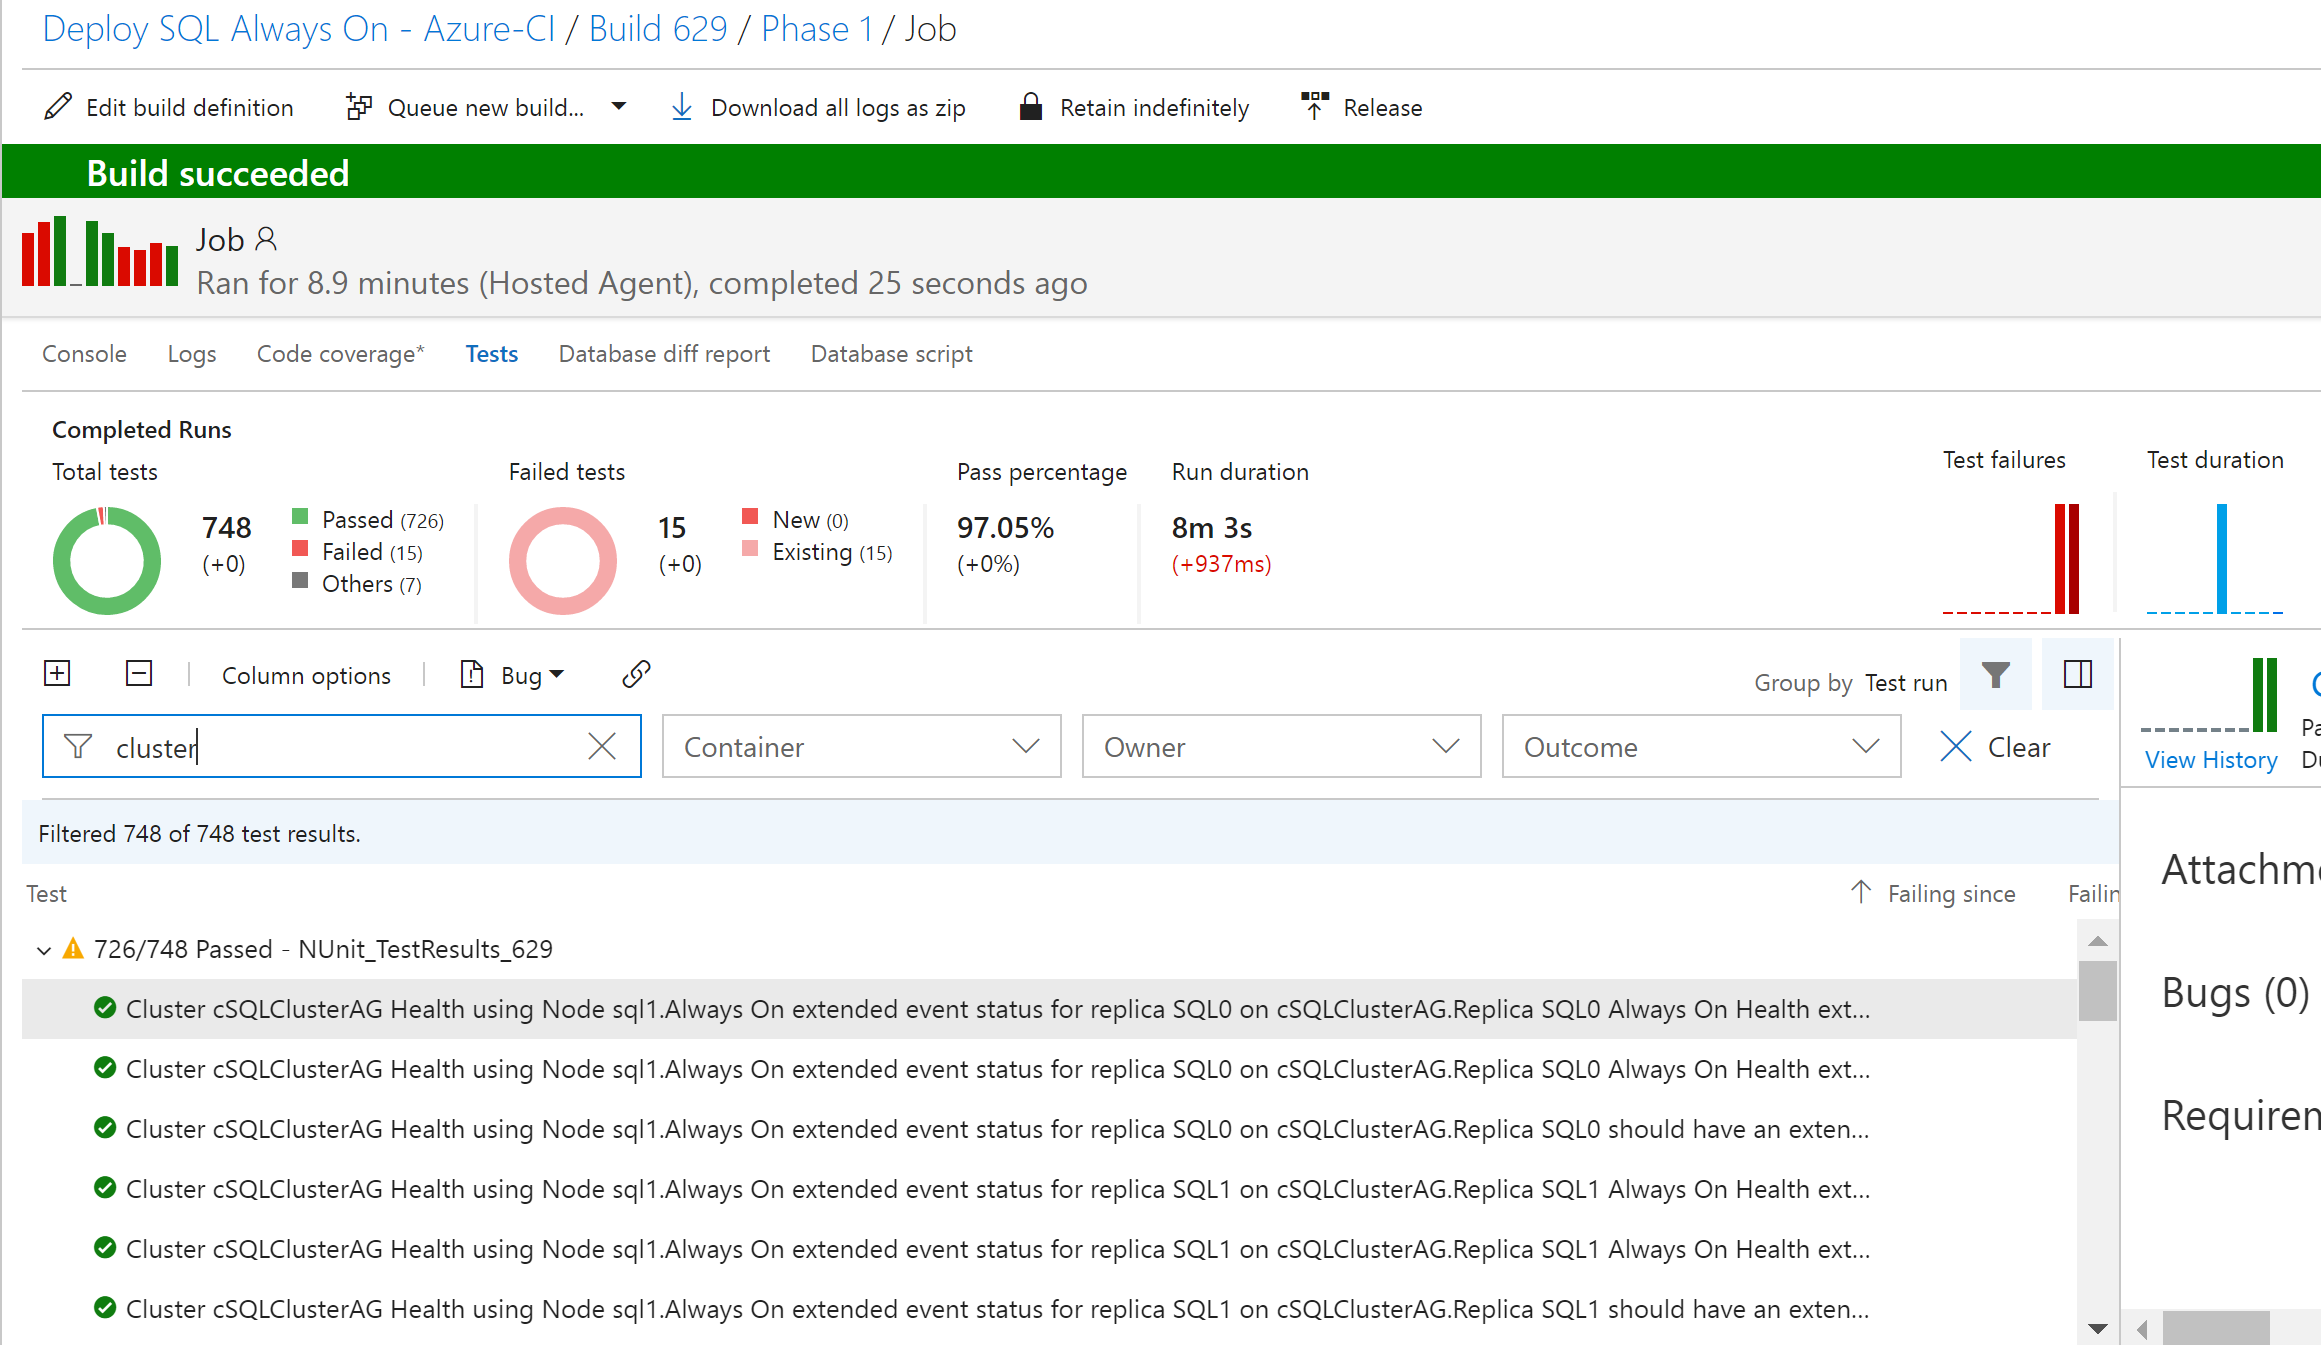 Deploy SQL Always On - Azure-CI / Build 629 / Phase 1 / Job
Edit build definition Queue new build... Download all logs as zip Retain indefinitely Release
Build succeeded
Job
Ran for 8.9 minutes (Hosted Agent), completed 25 seconds ago
Console Logs Code coverage* Tests Database diff report Database script
Completed Runs
Total tests
748
(+0)
Passed (726)
Failed (15)
Others (7)
Failed tests
15
(+0)
New (0)
Existing (15)
Pass percentage
97.05%
(+0%)
Run duration
8m 3s
(+937ms)
Test failures
Test duration
Column options Bug
Group by Test run
cluster Container Owner Outcome Clear
Filtered 748 of 748 test results.
Test Failing since Failin
726/748 Passed - NUnit_TestResults_629
Cluster cSQLClusterAG Health using Node sql1.Always On extended event status for replica SQL0 on cSQLClusterAG.Replica SQL0 Always On Health ext...
Cluster cSQLClusterAG Health using Node sql1.Always On extended event status for replica SQL0 on cSQLClusterAG.Replica SQL0 Always On Health ext...
Cluster cSQLClusterAG Health using Node sql1.Always On extended event status for replica SQL0 on cSQLClusterAG.Replica SQL0 should have an exten...
Cluster cSQLClusterAG Health using Node sql1.Always On extended event status for replica SQL1 on cSQLClusterAG.Replica SQL1 Always On Health ext...
Cluster cSQLClusterAG Health using Node sql1.Always On extended event status for replica SQL1 on cSQLClusterAG.Replica SQL1 Always On Health ext...
Cluster cSQLClusterAG Health using Node sql1.Always On extended event status for replica SQL1 on cSQLClusterAG.Replica SQL1 should have an exten...
View History
Pa
Du
Attachm
Bugs (0)
Requirem